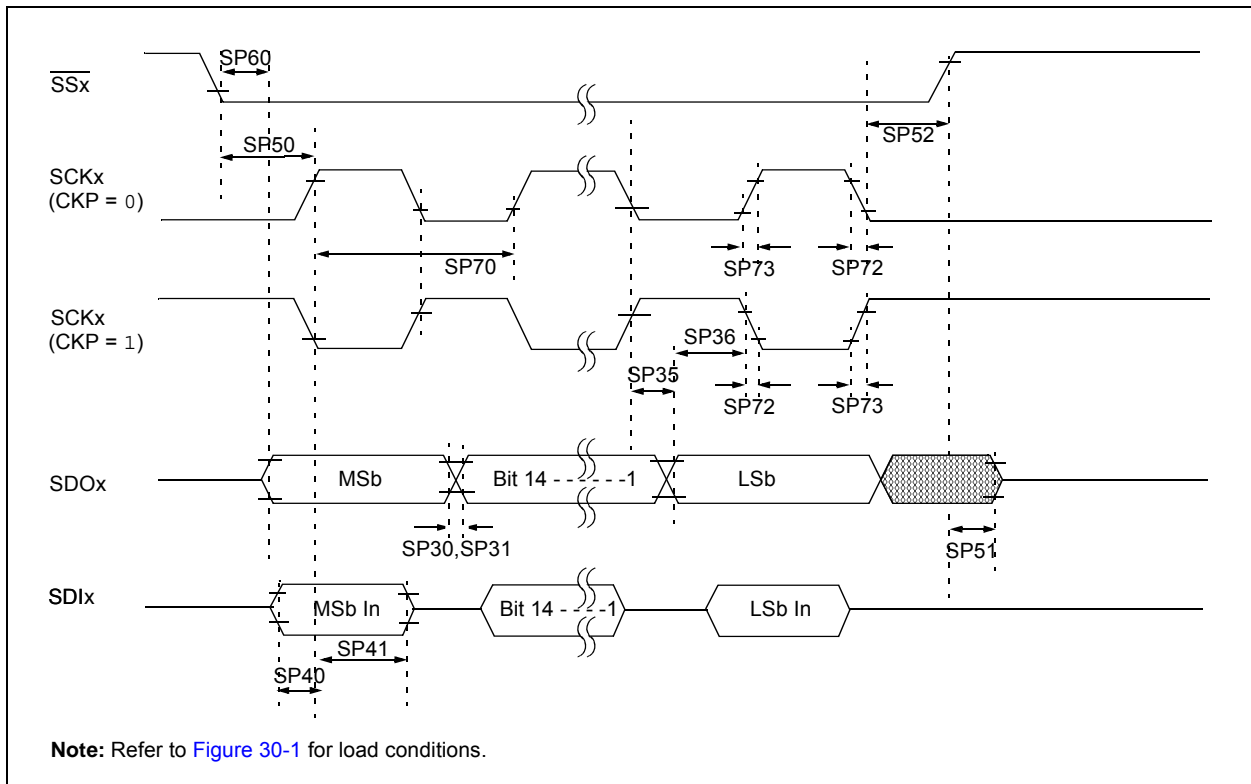 SP60
SSx
SP50
SP52
SCKx
(CKP = 0)
SP70
SP73
SP72
SCKx
(CKP = 1)
SP36
SP35
SP72
SP73
SDOx
MSb
Bit 14 - - - - - -1
LSb
SP30,SP31
SP51
SDIx
MSb In
Bit 14 - - - -1
LSb In
SP41
SP40
Note: Refer to Figure 30-1 for load conditions.